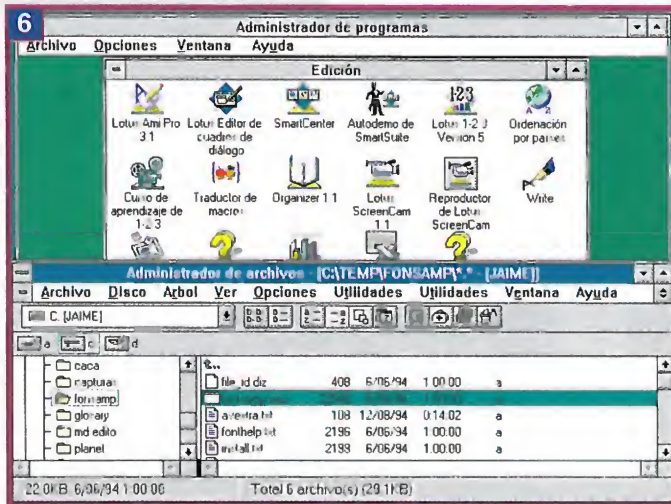 6
Administrador de programas
Archivo Opciones Ventana Ayuda
Edición
Lotus Ami Pro 3.1
Lotus Editor de cuadros de diálogo
SmartCenter
Autodemo de SmartSuite
Lotus 1-2-3 Versión 5
Ordenación por países
Curso de aprendizaje de 1-2-3
Traductor de macros
Organizer 1.1
Lotus ScreenCam 1.1
Reproductor de Lotus ScreenCam
Write
Administrador de archivos - [C:\TEMP\FONSAMP\*.* - [JAIME]]
Archivo Disco Arbol Ver Opciones Utilidades Utilidades Ventana Ayuda
C: [JAIME]
a c d
caca
capturas
fonsamp
glosary
md edito
planet
file_id.diz 408 6/06/94 1:00:00 a
avextra.txt 108 12/08/94 0:14:02 a
fonthelp.txt 2196 6/06/94 1:00:00 a
install.txt 2193 6/06/94 1:00:00 a
22,0KB, 6/06/94 1:00:00 Total 6 archivo(s) (29,1KB)